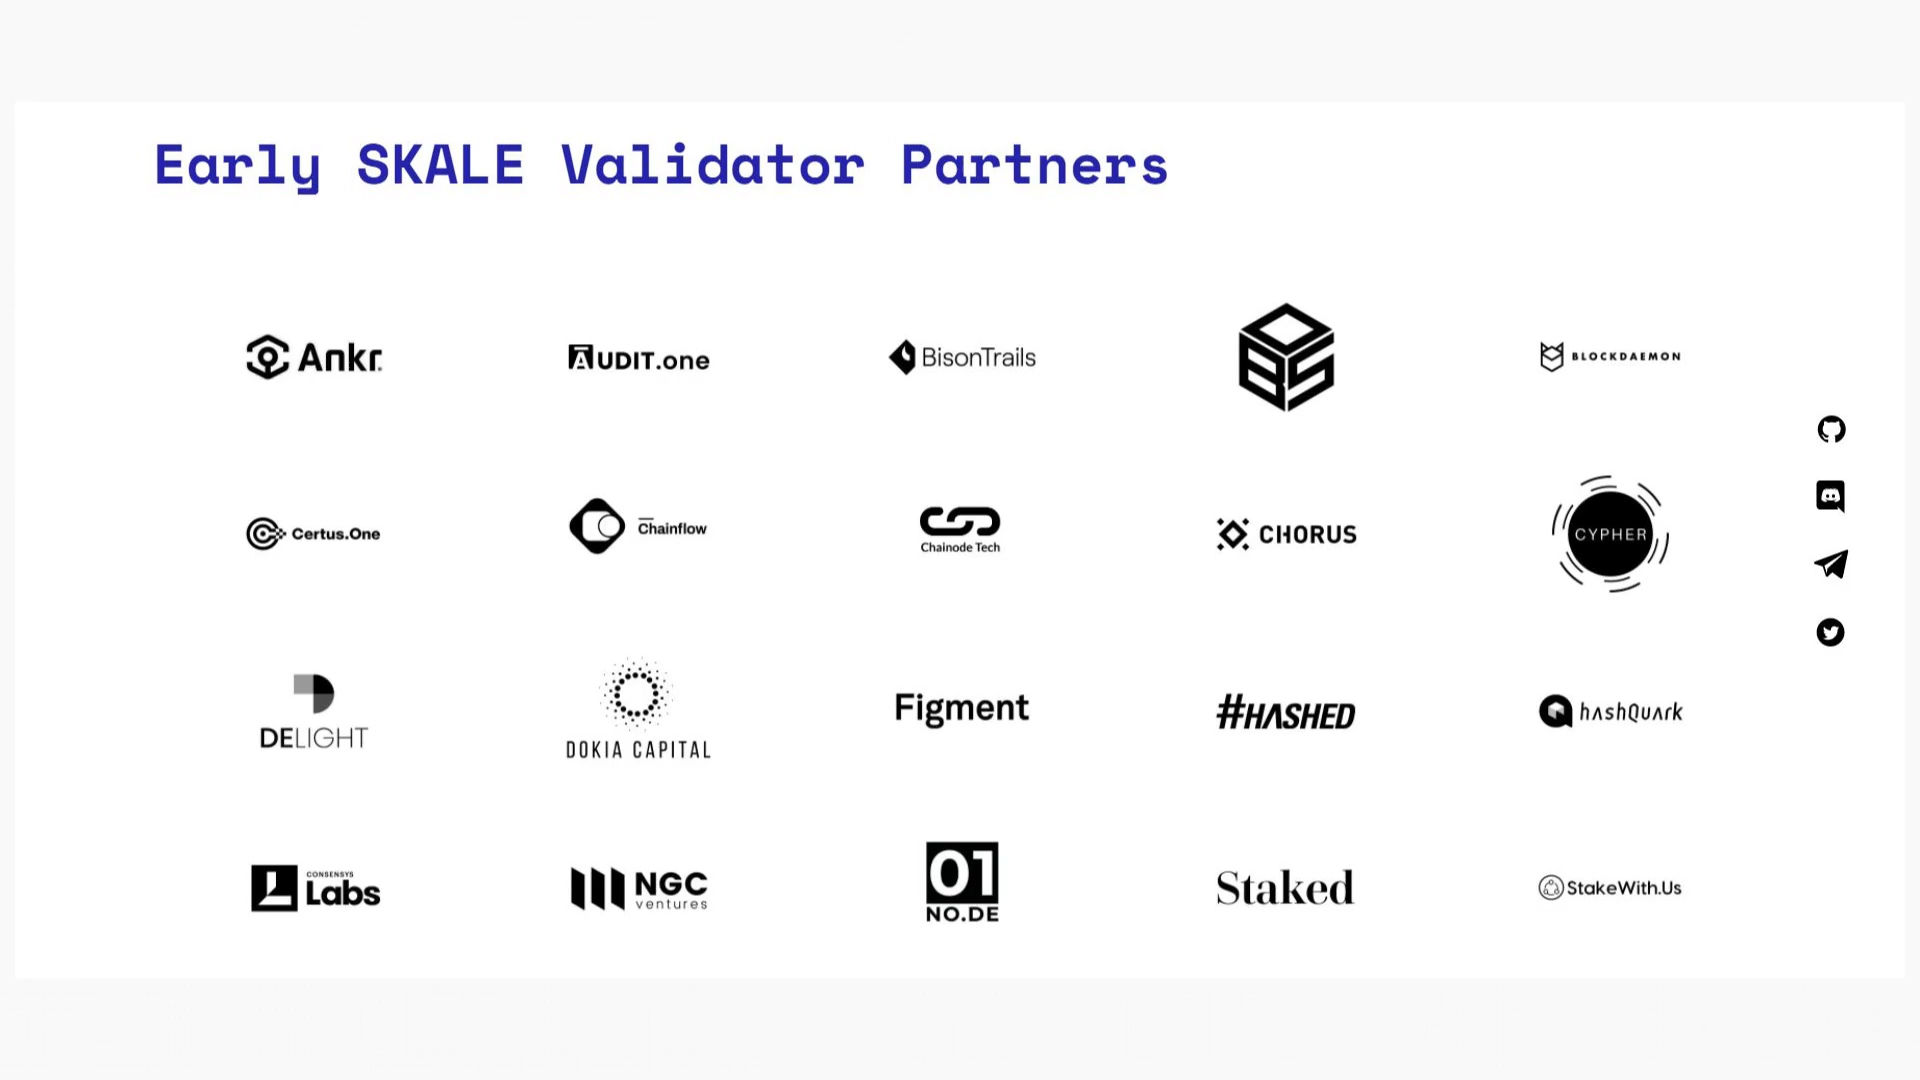 Early SKALE Validator Partners
Ankr.
AUDIT.one
BisonTrails
OBS
BLOCKDAEMON
Certus.One
Chainflow
Chainode Tech
CHORUS
CYPHER
DELIGHT
DOKIA CAPITAL
Figment
#HASHED
hashQuark
CONSENSYS
Labs
NGC
ventures
01
NO.DE
Staked
StakeWith.Us